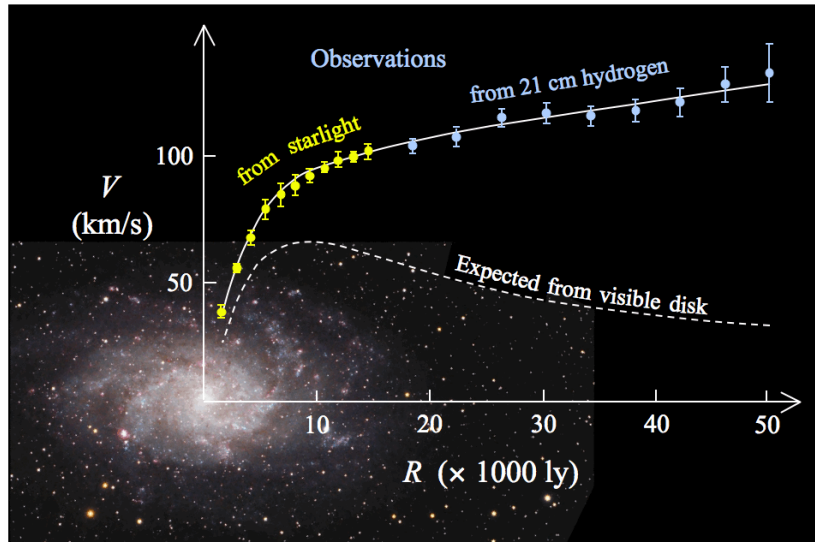 Observations
from 21 cm hydrogen
from starlight
100
V
(km/s)
50
Expected from visible disk
10
20
30
40
50
R (× 1000 ly)